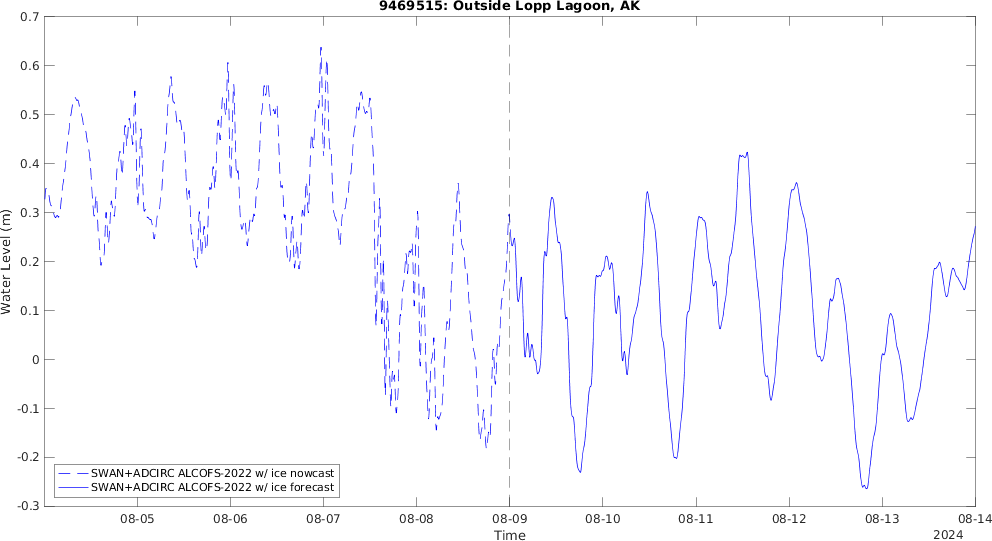 9469515: Outside Lopp Lagoon, AK
Water Level (m)
0.7
0.6
0.5
0.4
0.3
0.2
0.1
0
-0.1
-0.2
-0.3
SWAN+ADCIRC ALCOFS-2022 w/ ice nowcast
SWAN+ADCIRC ALCOFS-2022 w/ ice forecast
08-05 08-06 08-07 08-08 08-09 08-10 08-11 08-12 08-13 08-14
Time
2024